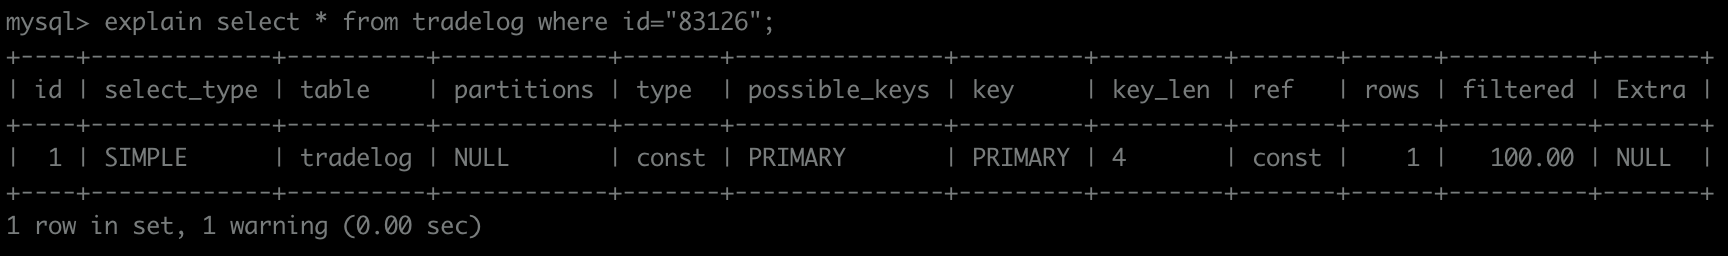 mysql> explain select * from tradelog where id="83126";
+----+-------------+----------+------------+-------+---------------+---------+---------+-------+------+----------+-------+
| id | select_type | table    | partitions | type  | possible_keys | key     | key_len | ref   | rows | filtered | Extra |
+----+-------------+----------+------------+-------+---------------+---------+---------+-------+------+----------+-------+
|  1 | SIMPLE      | tradelog | NULL       | const | PRIMARY       | PRIMARY | 4       | const |    1 |   100.00 | NULL  |
+----+-------------+----------+------------+-------+---------------+---------+---------+-------+------+----------+-------+
1 row in set, 1 warning (0.00 sec)